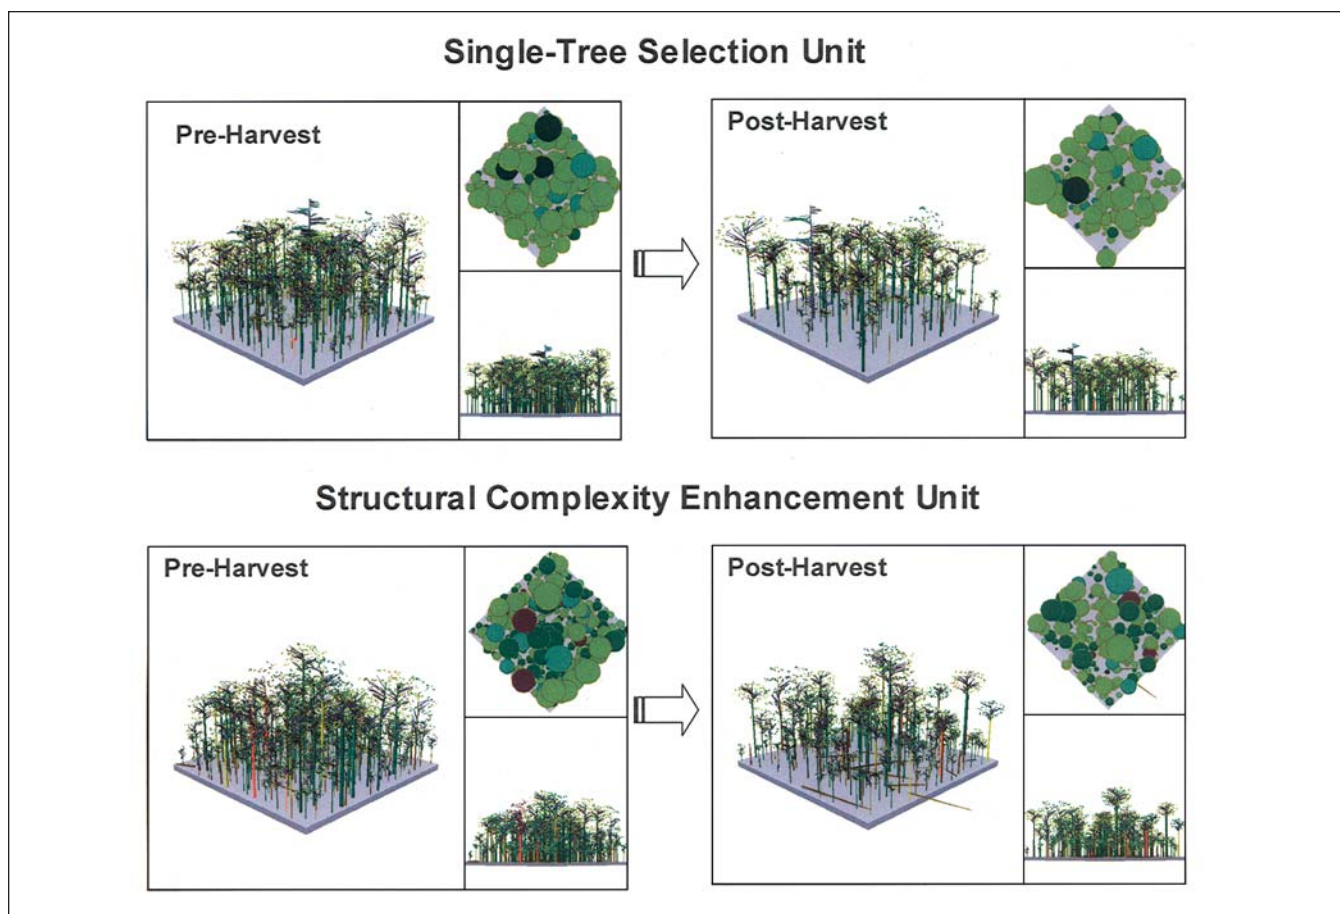 Single-Tree Selection Unit
Pre-Harvest
Post-Harvest
Structural Complexity Enhancement Unit
Pre-Harvest
Post-Harvest